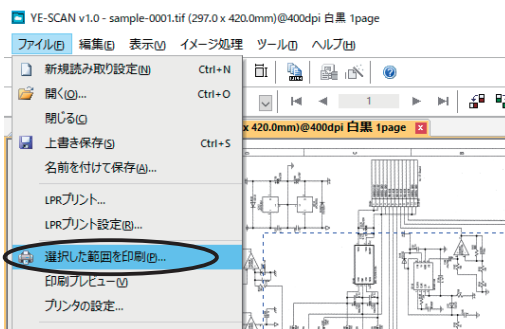 YE-SCAN v1.0 - sample-0001.tif (297.0 x 420.0mm)@400dpi 白黒 1page
ファイル(F) 編集(E) 表示(V) イメージ処理 ツール(T) ヘルプ(H)
新規読み取り設定(N) Ctrl+N
開く(O)... Ctrl+O
1
閉じる(C)
x 420.0mm)@400dpi 白黒 1page
上書き保存(S) Ctrl+S
名前を付けて保存(A)...
LPRプリント...
LPRプリント設定(R)...
選択した範囲を印刷(P)...
印刷プレビュー(V)
プリンタの設定...